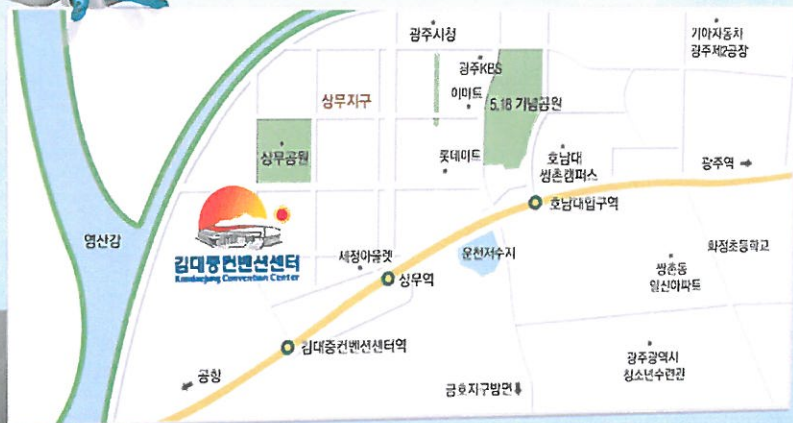 광주시청
기아자동차
광주제2공장
광주KBS
이마트
상무지구
5.18 기념공원
상무공원
롯데마트
호남대
쌍촌캠퍼스
광주역
호남대입구역
영산강
김대중컨벤션센터
Kimdaejung Convention Center
세정아울렛
운천저수지
화정초등학교
상무역
쌍촌동
일신아파트
김대중컨벤션센터역
광주광역시
청소년수련관
공항
금호지구방면